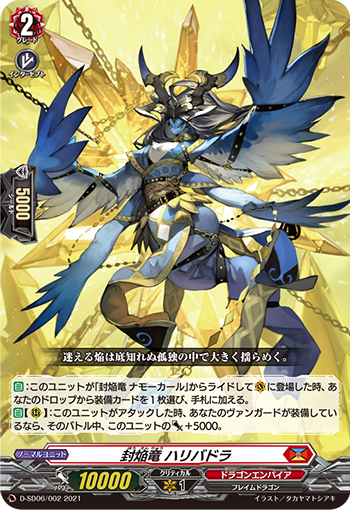 2
グレード
インターセプト
5000
シールド
迷える焔は底知れぬ孤独の中で大きく揺らめく。
自:このユニットが「封焔竜 ナモーカール」からライドしてⓋに登場した時、あ
なたのドロップから装備カードを1枚選び、手札に加える。
自【Ⓡ】:このユニットがアタックした時、あなたのヴァンガードが装備してい
るなら、そのバトル中、このユニットの+5000。
ノーマルユニット
封焔竜 ハリバドラ
パワー 10000
クリティカル
1
ドラゴンエンパイア
フレイムドラゴン
D-SD06/002 2021
イラスト/タカヤマトシアキ